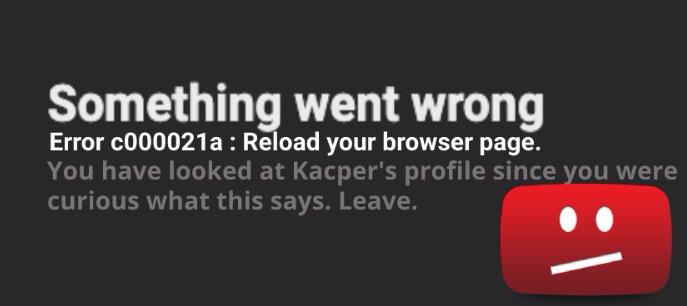 Something went wrong
Error c000021a : Reload your browser page.
You have looked at Kacper's profile since you were
curious what this says. Leave.